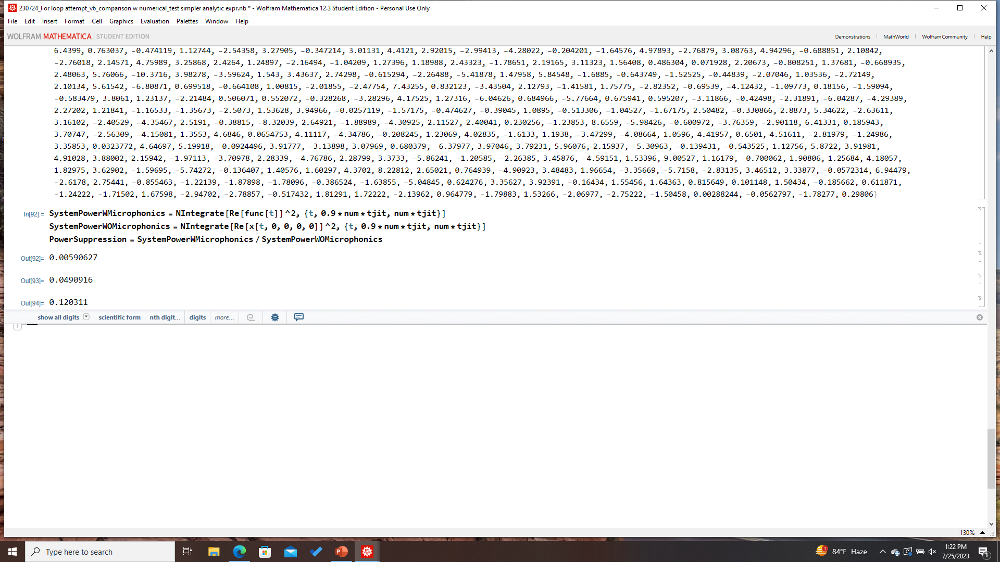 230724_For loop attempt_v6_comparison w numerical_test simpler analytic expr.nb * - Wolfram Mathematica 12.3 Student Edition - Personal Use Only
File Edit Insert Format Cell Graphics Evaluation Palettes Window Help
WOLFRAM MATHEMATICA STUDENT EDITION
Demonstrations MathWorld Wolfram Community Help
6.4399, 0.763037, −0.474119, 1.12744, −2.54358, 3.27905, −0.347214, 3.01131, 4.4121, 2.92015, −2.99413, −4.28022, −0.204201, −1.64576, 4.97893, −2.76879, 3.08763, 4.94296, −0.688851, 2.10842,
−2.76018, 2.14571, 4.75989, 3.25868, 2.4264, 1.24897, −2.16494, −1.04209, 1.27396, 1.18988, 2.43323, −1.78651, 2.19165, 3.11323, 1.56408, 0.486304, 0.071928, 2.20673, −0.808251, 1.37681, −0.668935,
2.48063, 5.76066, −10.3716, 3.98278, −3.59624, 1.543, 3.43637, 2.74298, −0.615294, −2.26488, −5.41878, 1.47958, 5.84548, −1.6885, −0.643749, −1.52525, −0.44839, −2.07046, 1.03536, −2.72149,
2.10134, 5.61542, −6.80871, 0.699518, −0.664108, 1.00815, −2.01855, −2.47754, 7.43255, 0.832123, −3.43504, 2.12793, −1.41581, 1.75775, −2.82352, −0.69539, −4.12432, −1.09773, 0.18156, −1.59094,
−0.583479, 3.8061, 1.23137, −2.21484, 0.506071, 0.552072, −0.328268, −3.28296, 4.17525, 1.27316, −6.04626, 0.684966, −5.77664, 0.675941, 0.595207, −3.11866, −0.42498, −2.31891, −6.04287, −4.29389,
2.27202, 1.21841, −1.16533, −1.35673, −2.5073, 1.53628, 3.94966, −0.0257119, −1.57175, −0.474627, −0.39045, 1.0895, −0.513306, −1.04527, −1.67175, 2.50482, −0.330866, 2.8873, 5.34622, −2.63611,
3.16102, −2.40529, −4.35467, 2.5191, −0.38815, −8.32039, 2.64921, −1.88989, −4.30925, 2.11527, 2.40041, 0.230256, −1.23853, 8.6559, −5.98426, −0.600972, −3.76359, −2.90118, 6.41331, 0.185943,
3.70747, −2.56309, −4.15081, 1.3553, 4.6846, 0.0654753, 4.11117, −4.34786, −0.208245, 1.23069, 4.02835, −1.6133, 1.1938, −3.47299, −4.08664, 1.0596, 4.41957, 0.6501, 4.51611, −2.81979, −1.24986,
3.35853, 0.0323772, 4.64697, 5.19918, −0.0924496, 3.91777, −3.13898, 3.07969, 0.680379, −6.37977, 3.97046, 3.79231, 5.96076, 2.15937, −5.30963, −0.139431, −0.543525, 1.12756, 5.8722, 3.91981,
4.91028, 3.88002, 2.15942, −1.97113, −3.70978, 2.28339, −4.76786, 2.28799, 3.3733, −5.86241, −1.20585, −2.26385, 3.45876, −4.59151, 1.53396, 9.00527, 1.16179, −0.700062, 1.90806, 1.25684, 4.18057,
1.82975, 3.62902, −1.59695, −5.74272, −0.136407, 1.40576, 1.60297, 4.3702, 8.22812, 2.65021, 0.764939, −4.90923, 3.48483, 1.96654, −3.35669, −5.7158, −2.83135, 3.46512, 3.33877, −0.0572314, 6.94479,
−2.6178, 2.75441, −0.855463, −1.22139, −1.87898, −1.78096, −0.386524, −1.63855, −5.04845, 0.624276, 3.35627, 3.92391, −0.16434, 1.55456, 1.64363, 0.815649, 0.101148, 1.50434, −0.185662, 0.611871,
−1.24222, −1.71502, 1.67598, −2.94702, −2.78857, −0.517432, 1.81291, 1.72222, −2.13962, 0.964779, −1.79883, 1.53266, −2.06977, −2.75222, −1.50458, 0.00288244, −0.0562797, −1.78277, 0.29806}
In[92]:= SystemPowerWMicrophonics = NIntegrate[Re[func[t]]^2, {t, 0.9*num*tjit, num*tjit}]
SystemPowerWOMicrophonics = NIntegrate[Re[x[t, 0, 0, 0, 0]]^2, {t, 0.9*num*tjit, num*tjit}]
PowerSuppression = SystemPowerWMicrophonics / SystemPowerWOMicrophonics
Out[92]= 0.00590627
Out[93]= 0.0490916
Out[94]= 0.120311
show all digits scientific form nth digit... digits more...
130%
Type here to search
84°F Haze
1:22 PM
7/25/2023